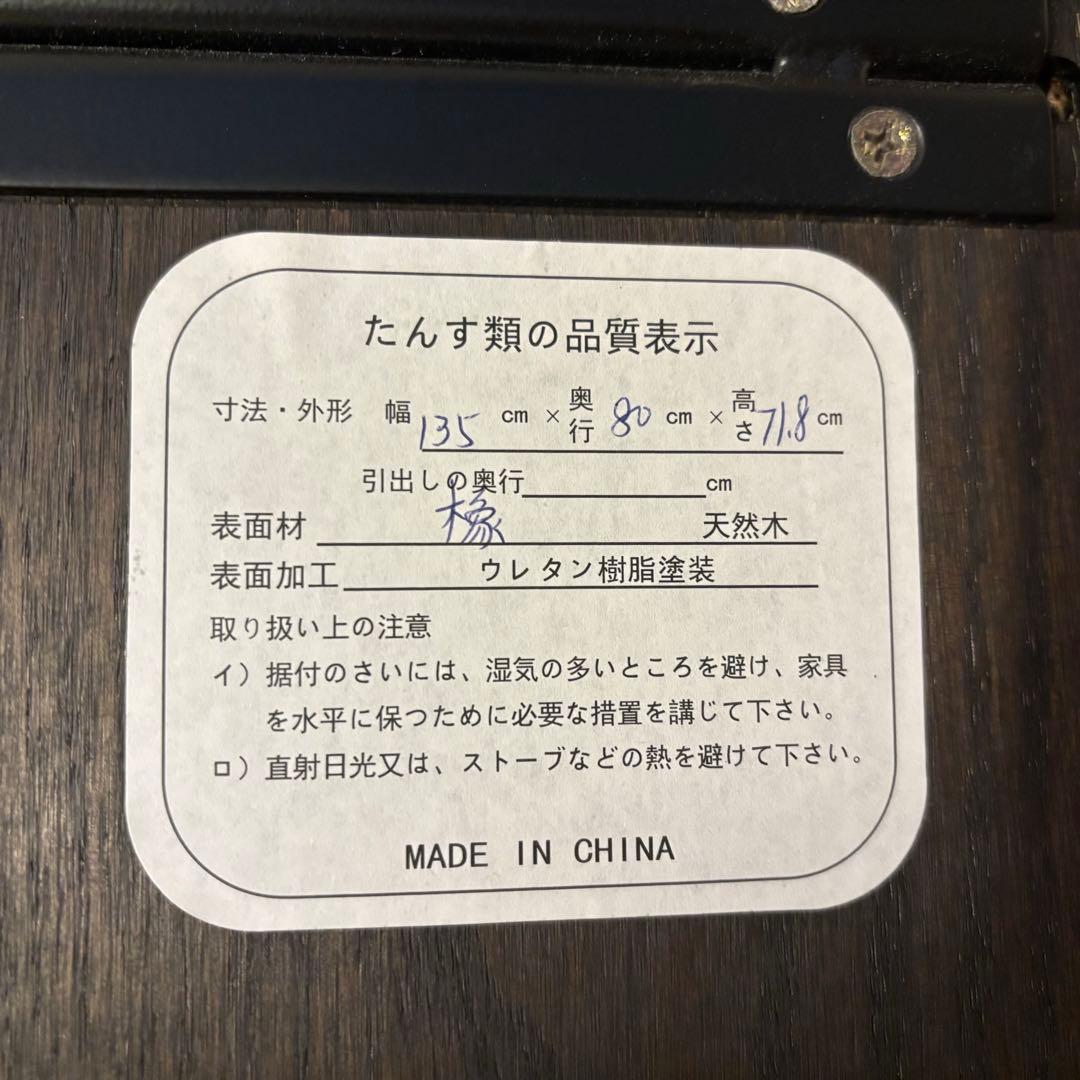 たんす類の品質表示
寸法・外形 幅 135 cm × 奥行 80 cm × 高さ 71.8 cm
引出しの奥行 cm
表面材 橡 天然木
表面加工 ウレタン樹脂塗装
取り扱い上の注意
イ）据付のさいには、湿気の多いところを避け、家具
を水平に保つために必要な措置を講じて下さい。
ロ）直射日光又は、ストーブなどの熱を避けて下さい。
MADE IN CHINA